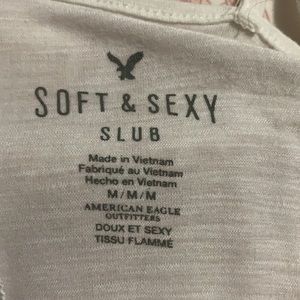 SOFT & SEXY
SLUB
Made in Vietnam
Fabriqué au Vietnam
Hecho en Vietnam
M/M/M
AMERICAN EAGLE
OUTFITTERS
DOUX ET SEXY
TISSU FLAMMÉ